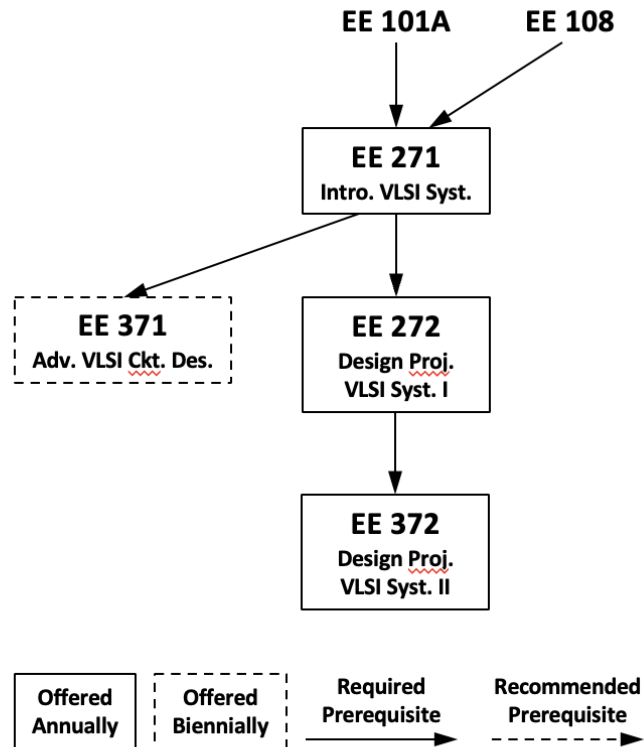 EE 101A
EE 108
EE 271
Intro. VLSI Syst.
EE 371
Adv. VLSI Ckt. Des.
EE 272
Design Proj.
VLSI Syst. I
EE 372
Design Proj.
VLSI Syst. II
Offered
Annually
Offered
Biennially
Required
Prerequisite
Recommended
Prerequisite